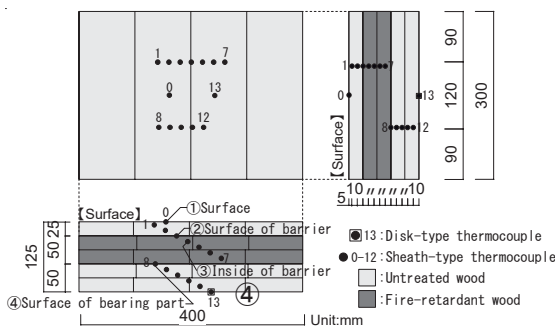 1 7
0 13
8 12
1 7
0 13
8 12
【Surface】
5 10 〃 〃 〃 〃 〃 10
90
120
90
300
【Surface】
0
1
①Surface
②Surface of barrier
7
8
③Inside of barrier
④Surface of bearing part
13
④
25
50
50
125
400
Unit:mm
13:Disk-type thermocouple
0-12:Sheath-type thermocouple
:Untreated wood
:Fire-retardant wood